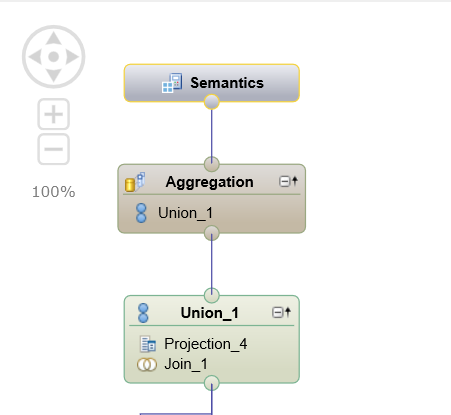 Semantics
100%
Aggregation
Union_1
Union_1
Projection_4
Join_1